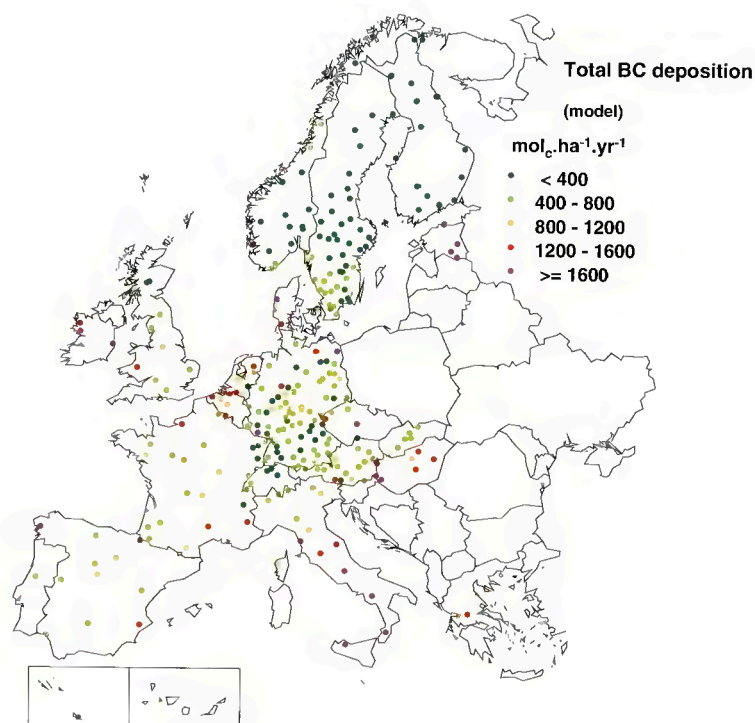 Total BC deposition
(model)
molc.ha-1.yr-1
< 400
400 - 800
800 - 1200
1200 - 1600
>= 1600